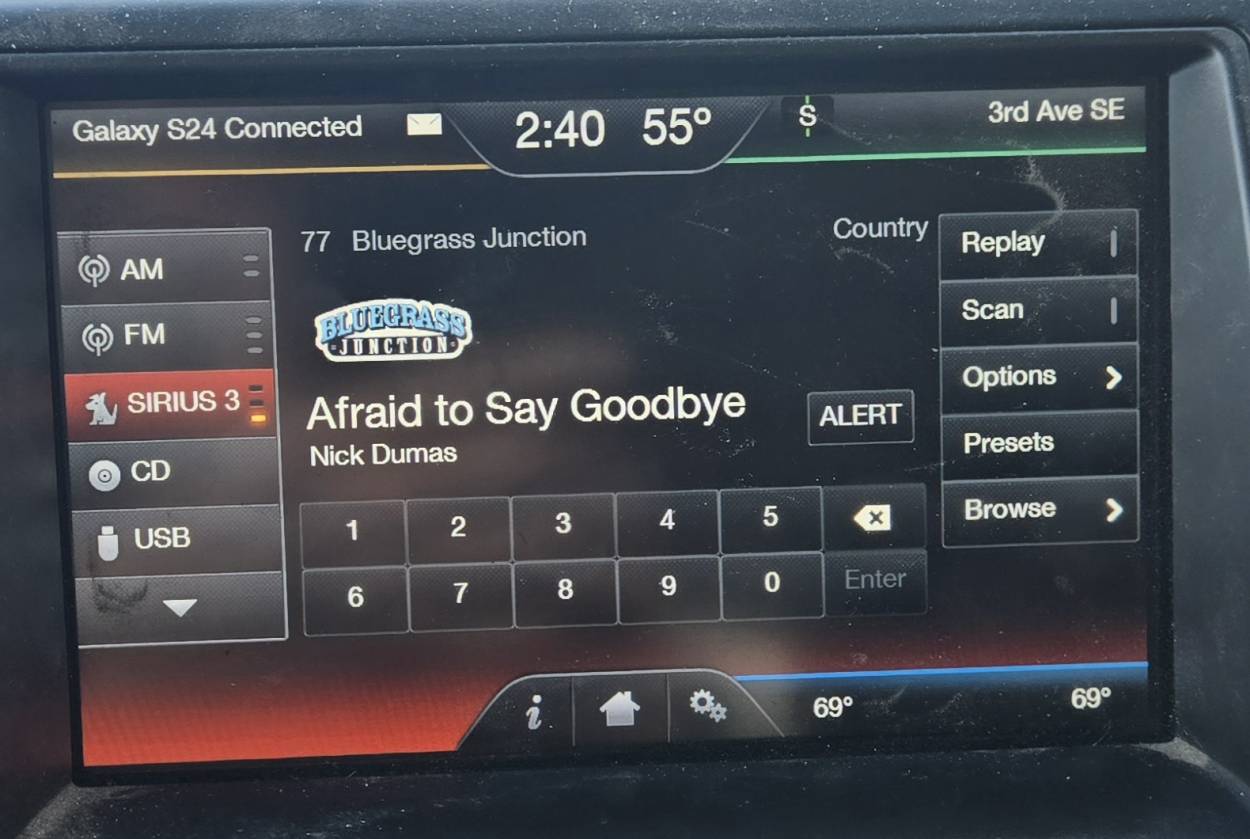 Galaxy S24 Connected
2:40 55°
S
3rd Ave SE
AM
FM
SIRIUS 3
CD
USB
77 Bluegrass Junction
Country
BLUEGRASS
JUNCTION
Afraid to Say Goodbye
Nick Dumas
ALERT
1 2 3 4 5
6 7 8 9 0 Enter
Replay
Scan
Options
Presets
Browse
i
69° 69°